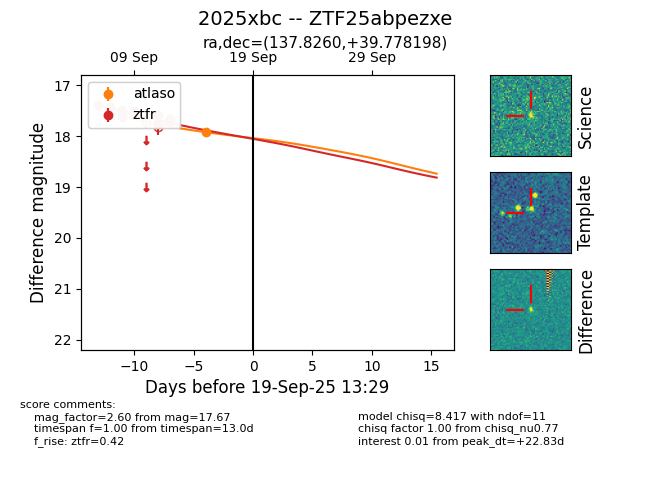 2025xbc -- ZTF25abpezxe
ra,dec=(137.8260,+39.778198)
09 Sep 19 Sep 29 Sep
17
18
19
20
21
22
Difference magnitude
atlaso
ztfr
−10 −5 0 5 10 15
Days before 19-Sep-25 13:29
Science
Template
Difference
score comments:
mag_factor=2.60 from mag=17.67
timespan f=1.00 from timespan=13.0d
f_rise: ztfr=0.42
model chisq=8.417 with ndof=11
chisq factor 1.00 from chisq_nu0.77
interest 0.01 from peak_dt=+22.83d